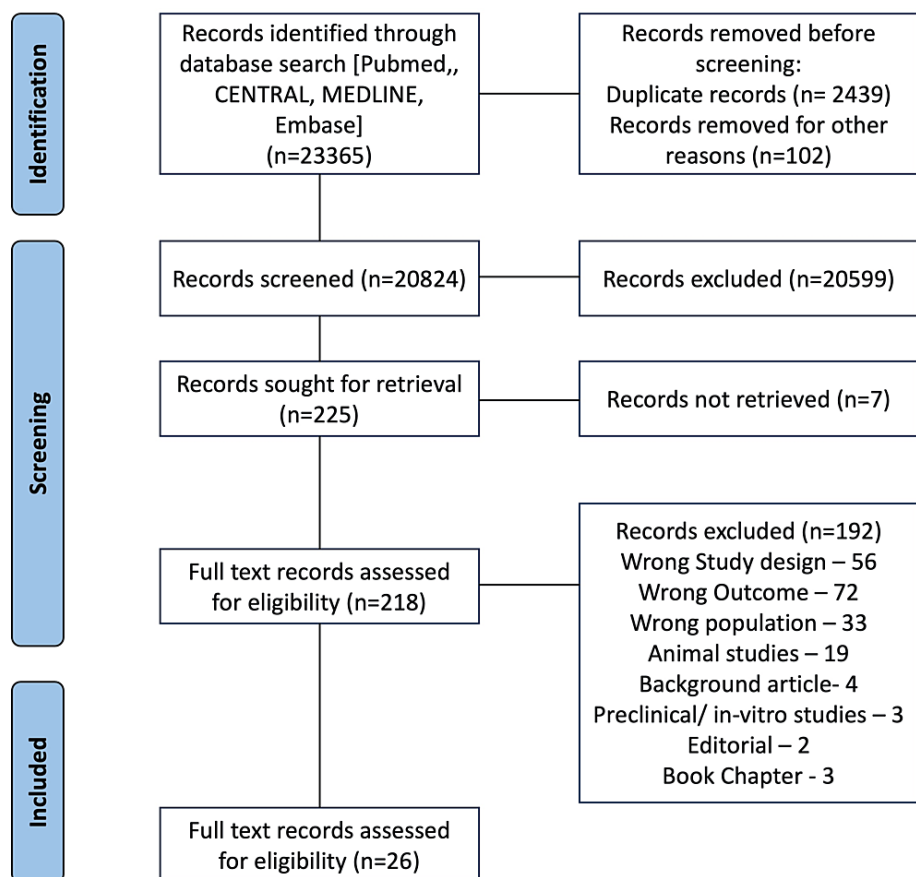 Identification
Records identified through
database search [Pubmed,,
CENTRAL, MEDLINE,
Embase]
(n=23365)
Records removed before
screening:
Duplicate records (n= 2439)
Records removed for other
reasons (n=102)
Screening
Records screened (n=20824)
Records excluded (n=20599)
Records sought for retrieval
(n=225)
Records not retrieved (n=7)
Full text records assessed
for eligibility (n=218)
Records excluded (n=192)
Wrong Study design – 56
Wrong Outcome – 72
Wrong population – 33
Animal studies – 19
Background article- 4
Preclinical/ in-vitro studies – 3
Editorial – 2
Book Chapter - 3
Included
Full text records assessed
for eligibility (n=26)